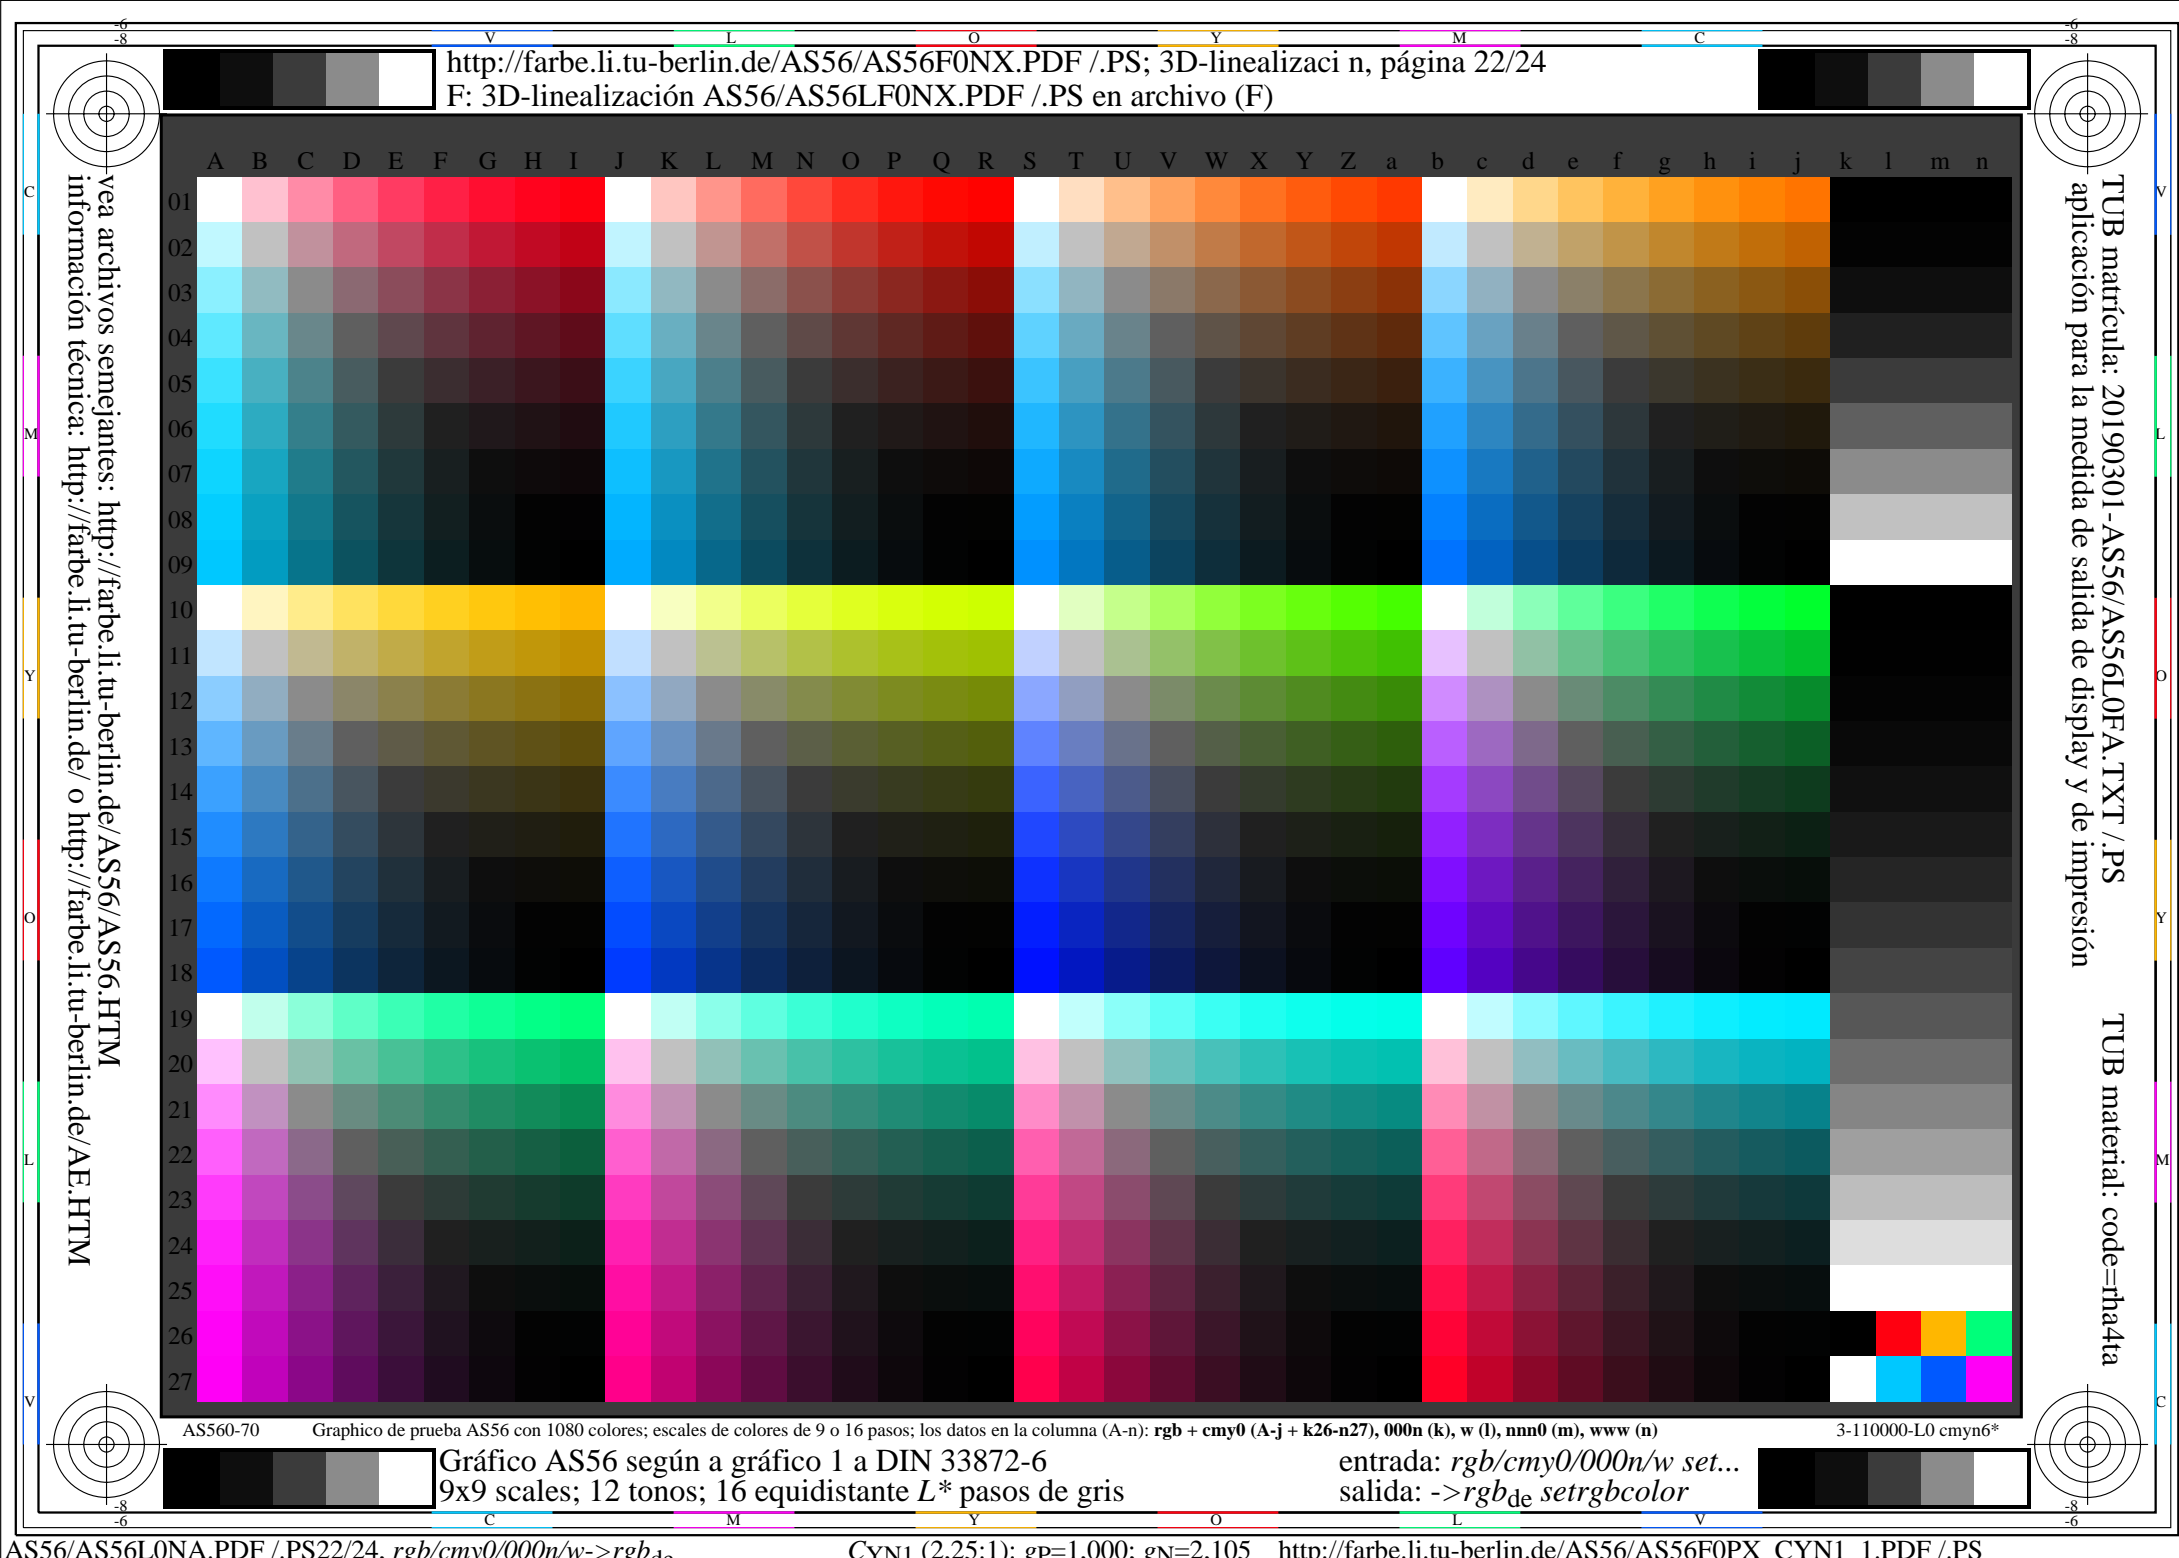 -6
-8
V L O Y M C
-6
-8
http://farbe.li.tu-berlin.de/AS56/AS56F0NX.PDF /.PS; 3D-linealizaci n, página 22/24
F: 3D-linealización AS56/AS56LF0NX.PDF /.PS en archivo (F)
A B C D E F G H I J K L M N O P Q R S T U V W X Y Z a b c d e f g h i j k l m n
01
02
03
04
05
06
07
08
09
10
11
12
13
14
15
16
17
18
19
20
21
22
23
24
25
26
27
vea archivos semejantes: http://farbe.li.tu-berlin.de/AS56/AS56.HTM
información técnica: http://farbe.li.tu-berlin.de/ o http://farbe.li.tu-berlin.de/AE.HTM
TUB matrícula: 20190301-AS56/AS56L0FA.TXT /.PS TUB material: code=rha4ta
aplicación para la medida de salida de display y de impresión
C
M
Y
O
L
V
V
L
O
Y
M
C
AS560-70 Graphico de prueba AS56 con 1080 colores; escales de colores de 9 o 16 pasos; los datos en la columna (A-n): rgb + cmy0 (A-j + k26-n27), 000n (k), w (l), nnn0 (m), www (n) 3-110000-L0 cmyn6*
Gráfico AS56 según a gráfico 1 a DIN 33872-6
9x9 scales; 12 tonos; 16 equidistante L* pasos de gris
entrada: rgb/cmy0/000n/w set...
salida: ->rgbde setrgbcolor
-8
-6
C M Y O L V
-8
-6
AS56/AS56L0NA.PDF /.PS22/24, rgb/cmy0/000n/w->rgbde CYN1 (2,25:1): gP=1,000; gN=2,105 http://farbe.li.tu-berlin.de/AS56/AS56F0PX_CYN1_1.PDF /.PS